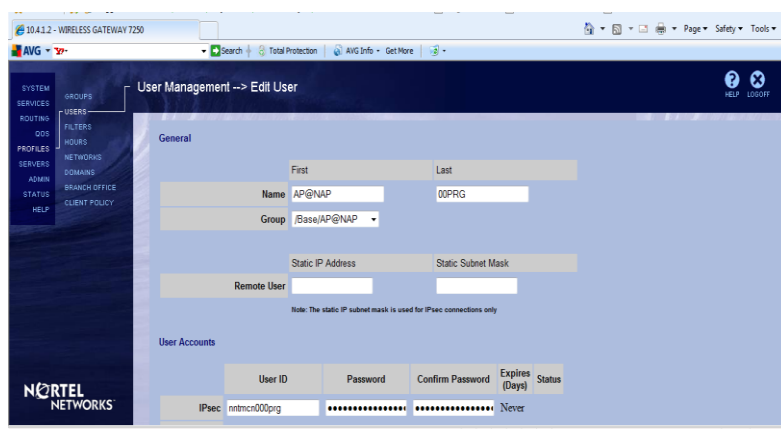 10.4.1.2 - WIRELESS GATEWAY 7250
Page Safety Tools
AVG Search Total Protection AVG Info Get More
User Management --> Edit User
HELP LOGOFF
SYSTEM
SERVICES
ROUTING
QOS
PROFILES
SERVERS
ADMIN
STATUS
HELP
GROUPS
USERS
FILTERS
HOURS
NETWORKS
DOMAINS
BRANCH OFFICE
CLIENT POLICY
General
First Last
Name AP@NAP 00PRG
Group /Base/AP@NAP
Static IP Address Static Subnet Mask
Remote User
Note: The static IP subnet mask is used for IPsec connections only
User Accounts
User ID Password Confirm Password Expires (Days) Status
IPsec nntmcn000prg •••••••••••••••• •••••••••••••••• Never
NORTEL
NETWORKS